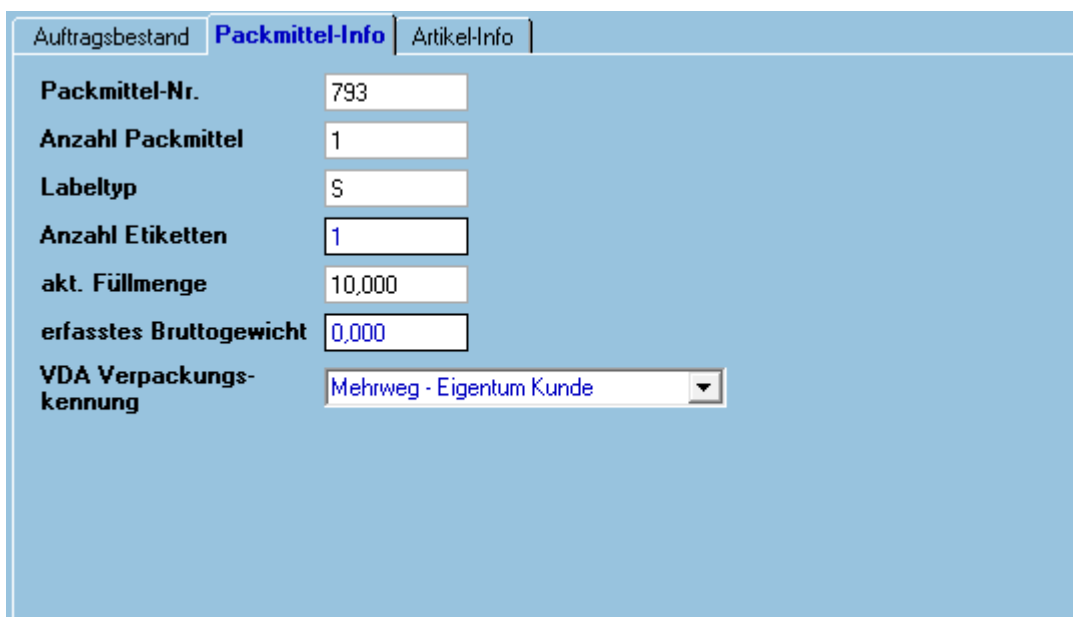 Auftragsbestand Packmittel-Info Artikel-Info
Packmittel-Nr. 793
Anzahl Packmittel 1
Labeltyp S
Anzahl Etiketten 1
akt. Füllmenge 10,000
erfasstes Bruttogewicht 0,000
VDA Verpackungs-
kennung Mehrweg - Eigentum Kunde